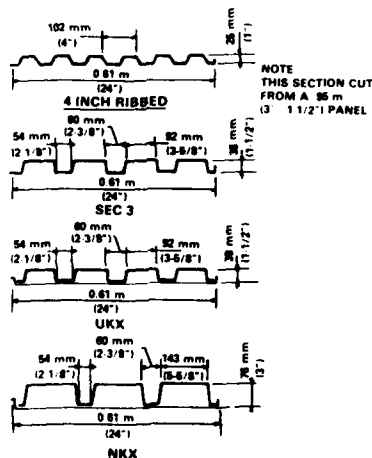 102 mm
(4")
25 mm
(1")
0.61 m
(24")
4 INCH RIBBED
NOTE
THIS SECTION CUT
FROM A 95 m
(3' 1 1/2") PANEL
60 mm
(2-3/8")
54 mm
(2 1/8")
92 mm
(3-5/8")
38 mm
(1-1/2")
0.61 m
(24")
SEC 3
60 mm
(2-3/8")
54 mm
(2 1/8")
92 mm
(3-5/8")
38 mm
(1-1/2")
0.61 m
(24")
UKX
60 mm
(2-3/8")
54 mm
(2 1/8")
143 mm
(5-5/8")
76 mm
(3")
0.61 m
(24")
NKX